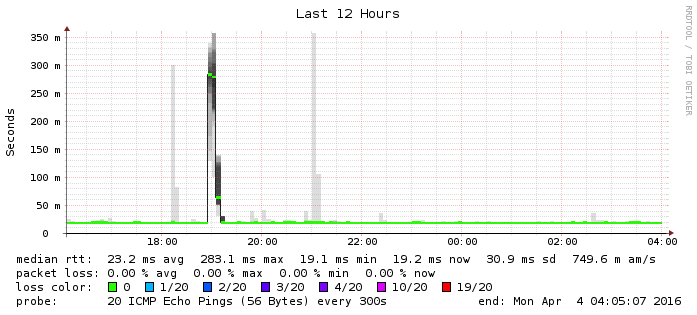 Last 12 Hours
RRDTOOL / TOBI OETIKER
Seconds
350 m
300 m
250 m
200 m
150 m
100 m
50 m
0
18:00 20:00 22:00 00:00 02:00 04:00
median rtt: 23.2 ms avg 283.1 ms max 19.1 ms min 19.2 ms now 30.9 ms sd 749.6 m am/s
packet loss: 0.00 % avg 0.00 % max 0.00 % min 0.00 % now
loss color: 0 1/20 2/20 3/20 4/20 10/20 19/20
probe: 20 ICMP Echo Pings (56 Bytes) every 300s end: Mon Apr 4 04:05:07 2016